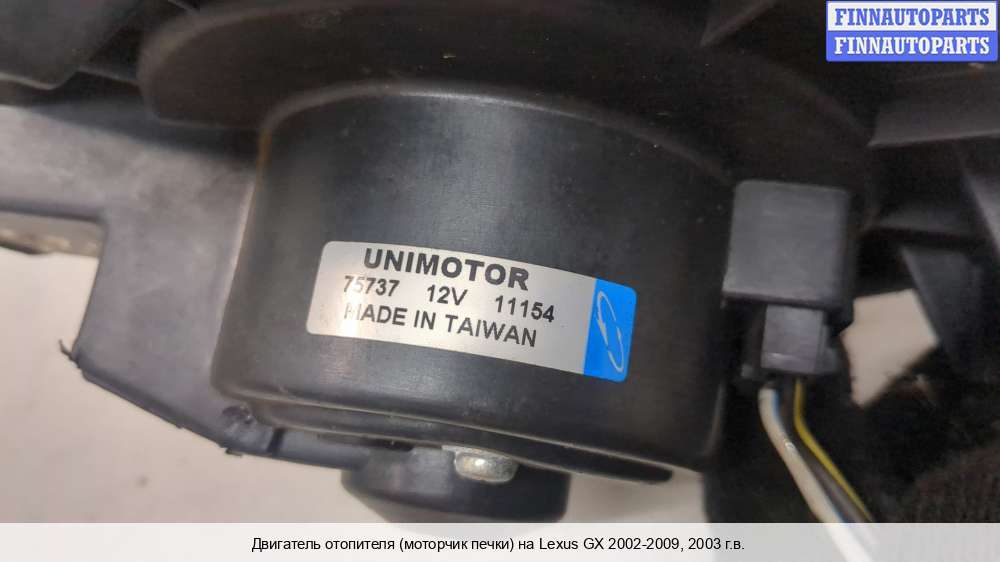 FINNAUTOPARTS
FINNAUTOPARTS
UNIMOTOR
75737 12V 11154
MADE IN TAIWAN
Двигатель отопителя (моторчик печки) на Lexus GX 2002-2009, 2003 г.в.